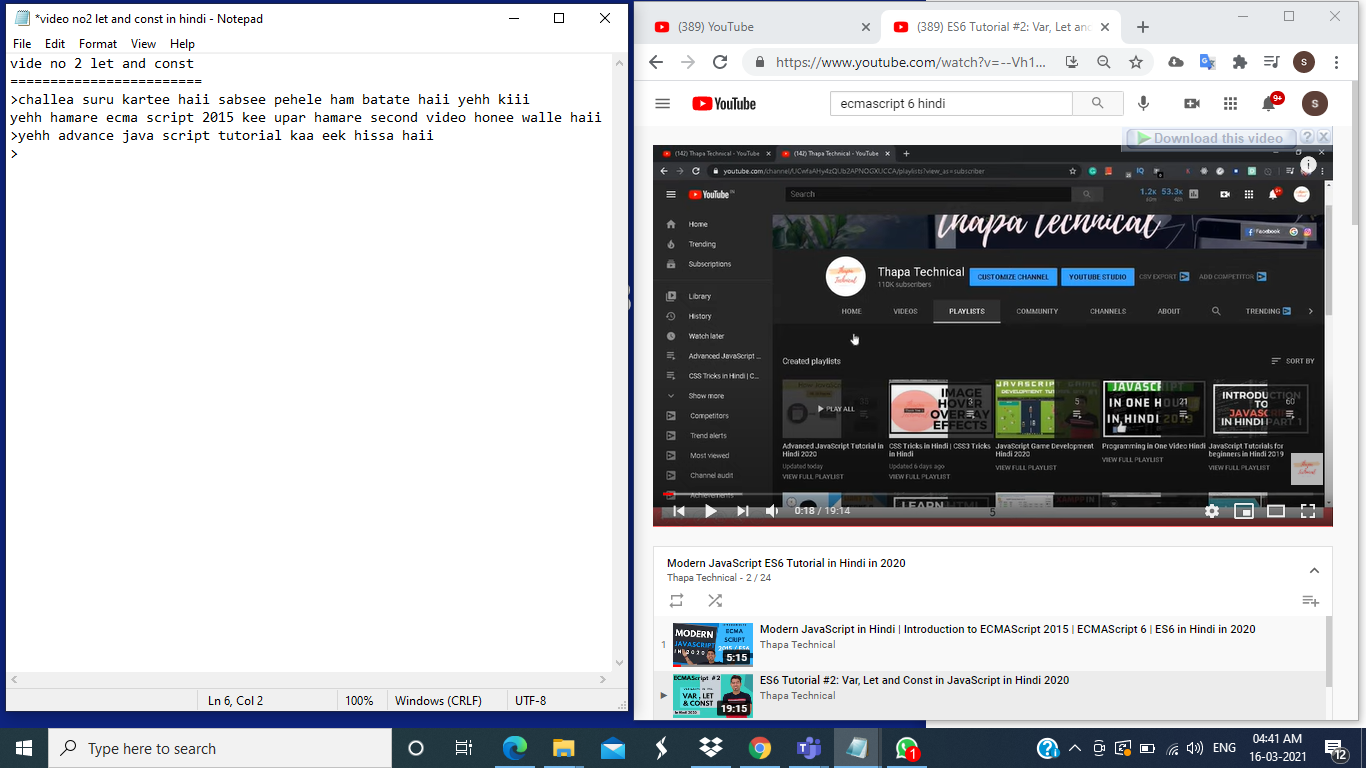 *video no2 let and const in hindi - Notepad
File Edit Format View Help
vide no 2 let and const
========================
>challea suru kartee haii sabsee pehele ham batate haii yehh kiii
yehh hamare ecma script 2015 kee upar hamare second video honee walle haii
>yehh advance java script tutorial kaa eek hissa haii
>
Ln 6, Col 2 100% Windows (CRLF) UTF-8
(389) YouTube
(389) ES6 Tutorial #2: Var, Let and
https://www.youtube.com/watch?v=--Vh1...
S
YouTube
ecmascript 6 hindi
9+
S
Download this video ?
(142) Thapa Technical - YouTube (142) Thapa Technical - YouTube
youtube.com/channel/UCwfaAHy4zQUb2APNOGXUCCA/playlists?view_as=subscriber
YouTube
Search
1.2x 53.3x
Home
Trending
Subscriptions
Library
History
Watch later
Advanced JavaScript ...
CSS Tricks in Hindi | C...
Show more
Competitors
Trend alerts
Most viewed
Channel audit
Achievements
thapa technical
Facebook
Thapa Technical
110K subscribers
CUSTOMIZE CHANNEL YOUTUBE STUDIO CSV EXPORT ADD COMPETITOR
HOME VIDEOS PLAYLISTS COMMUNITY CHANNELS ABOUT TRENDING
Created playlists
SORT BY
PLAY ALL
IMAGE HOVER OVERLAY EFFECTS
3
5
JAVASCRIPT IN ONE HOUR IN HINDI 2019
21
INTRODUCTION TO JAVASCRIPT IN HINDI PART 1
60
Advanced JavaScript Tutorial in Hindi 2020
Updated today
VIEW FULL PLAYLIST
CSS Tricks in Hindi | CSS3 Tricks in Hindi
Updated 6 days ago
VIEW FULL PLAYLIST
JavaScript Game Development Hindi 2020
VIEW FULL PLAYLIST
Programming in One Video Hindi
VIEW FULL PLAYLIST
JavaScript Tutorials for beginners in Hindi 2019
VIEW FULL PLAYLIST
0:18 / 19:14
5
Modern JavaScript ES6 Tutorial in Hindi in 2020
Thapa Technical - 2 / 24
1
MODERN
JAVASCRIPT
IN 2020
ECMA
SCRIPT
2015 / ES6
5:15
Modern JavaScript in Hindi | Introduction to ECMAScript 2015 | ECMAScript 6 | ES6 in Hindi in 2020
Thapa Technical
ECMAScript #2
VAR, LET
& CONST
in Hindi 2020
19:15
ES6 Tutorial #2: Var, Let and Const in JavaScript in Hindi 2020
Thapa Technical
Type here to search
1
ENG
04:41 AM
16-03-2021
12